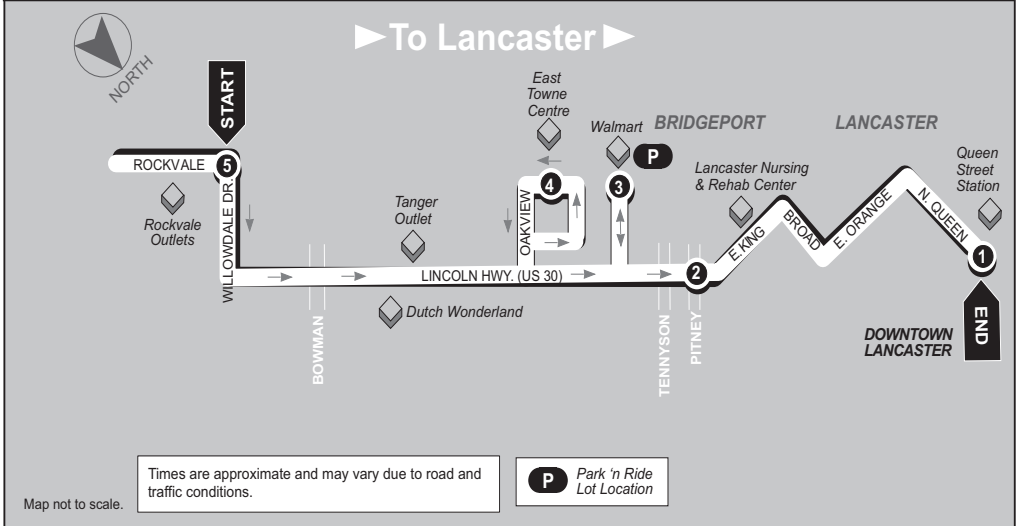 To Lancaster
NORTH
START
East
Towne
Centre
Walmart
P
BRIDGEPORT
LANCASTER
ROCKVALE
5
Rockvale
Outlets
WILLOWDALE DR.
Tanger
Outlet
OAKVIEW
4
3
Lancaster Nursing
& Rehab Center
Queen
Street
Station
E. KING
BROAD
E. ORANGE
N. QUEEN
1
LINCOLN HWY. (US 30)
2
Dutch Wonderland
BOWMAN
TENNYSON
PITNEY
END
DOWNTOWN
LANCASTER
Times are approximate and may vary due to road and
traffic conditions.
P
Park ‘n Ride
Lot Location
Map not to scale.